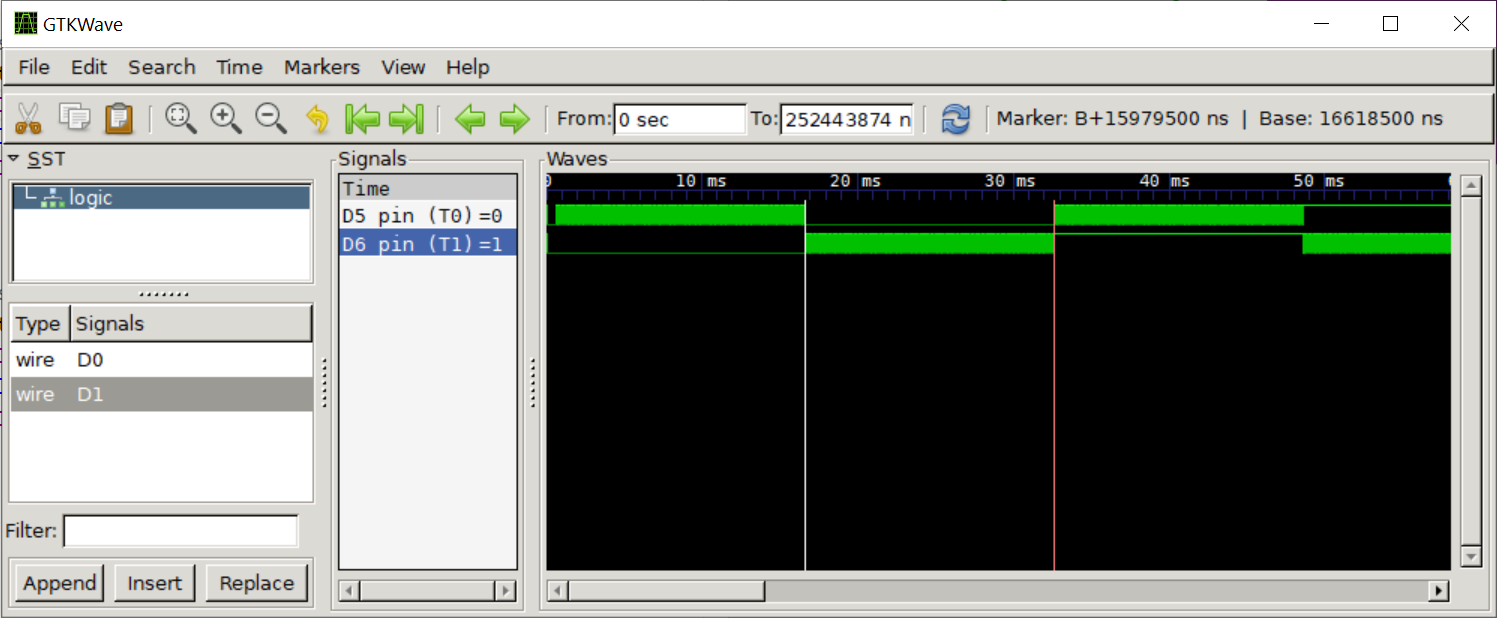 GTKWave
File Edit Search Time Markers View Help
From: 0 sec To: 252443874 n Marker: B+15979500 ns | Base: 16618500 ns
SST
logic
Type Signals
wire D0
wire D1
Filter:
Append Insert Replace
Signals
Time
D5 pin (T0)=0
D6 pin (T1)=1
Waves
0 10 ms 20 ms 30 ms 40 ms 50 ms